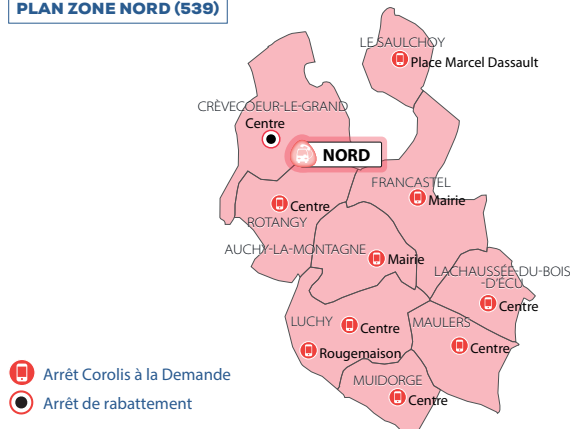 PLAN ZONE NORD (539)
LE SAULCHOY
Place Marcel Dassault
CRÈVECOEUR-LE-GRAND
Centre
NORD
FRANCASTEL
Mairie
Centre
ROTANGY
AUCHY-LA-MONTAGNE
Mairie
LACHAUSSÉE-DU-BOIS
-D'ÉCU
Centre
LUCHY
Centre
MAULERS
Centre
Rougemaison
MUIDORGE
Centre
Arrêt Corolis à la Demande
Arrêt de rabattement